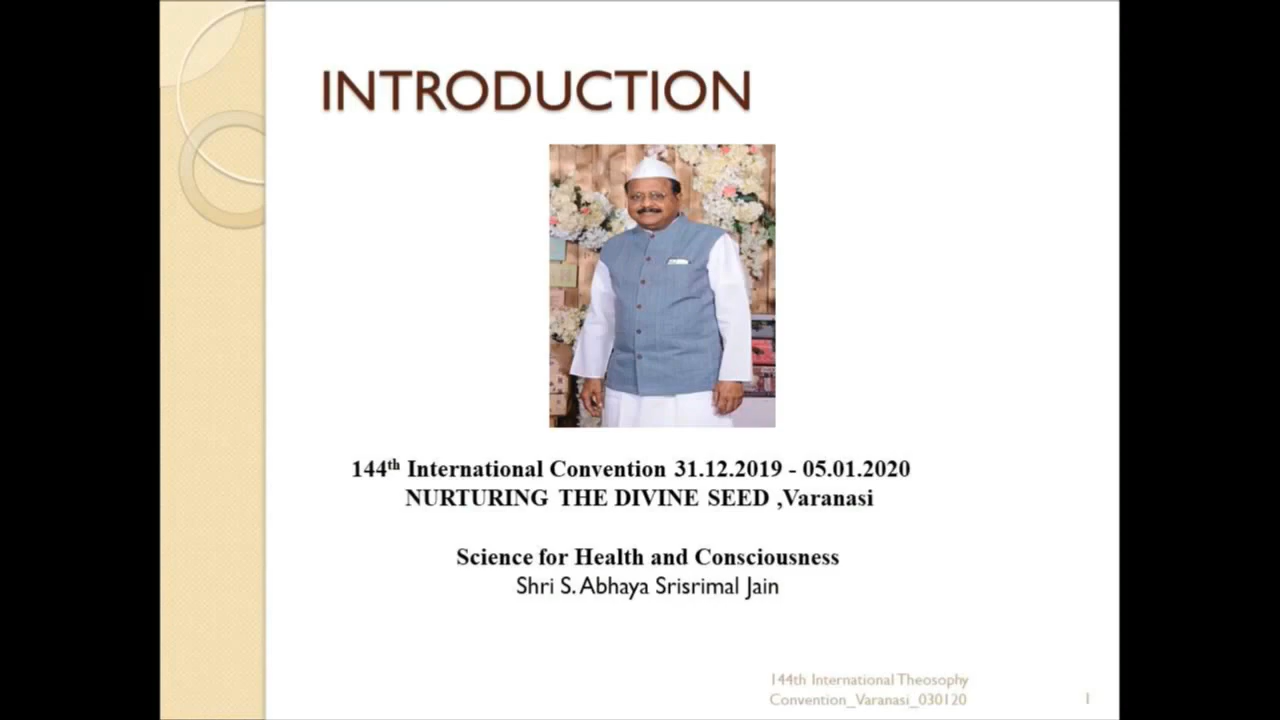 INTRODUCTION
144th International Convention 31.12.2019 - 05.01.2020
NURTURING THE DIVINE SEED ,Varanasi
Science for Health and Consciousness
Shri S. Abhaya Srisrimal Jain
144th International Theosophy
Convention_Varanasi_030120
1